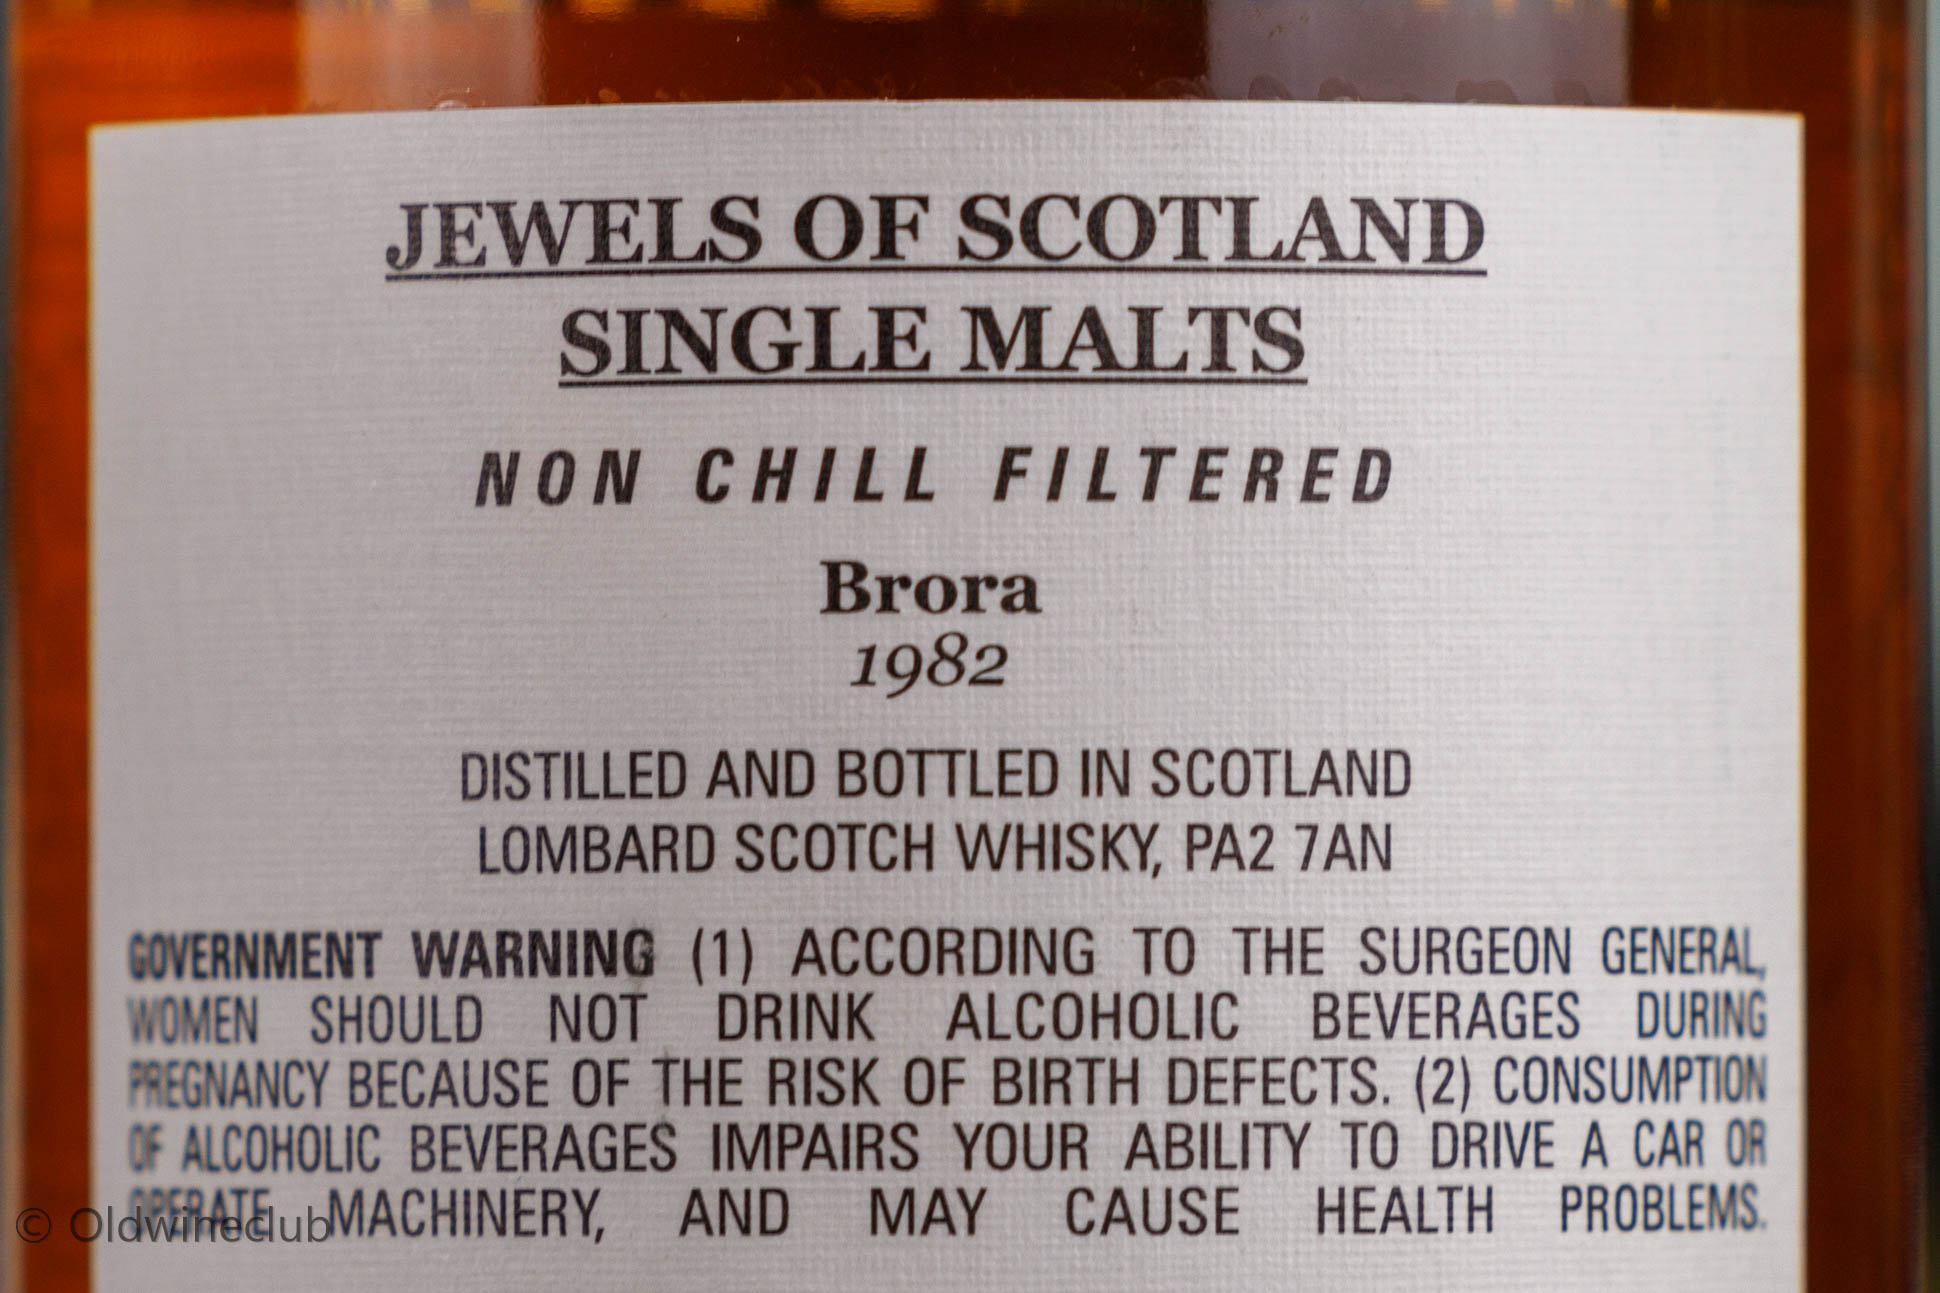 JEWELS OF SCOTLAND
SINGLE MALTS
NON CHILL FILTERED
Brora
1982
DISTILLED AND BOTTLED IN SCOTLAND
LOMBARD SCOTCH WHISKY, PA2 7AN
GOVERNMENT WARNING (1) ACCORDING TO THE SURGEON GENERAL,
WOMEN SHOULD NOT DRINK ALCOHOLIC BEVERAGES DURING
PREGNANCY BECAUSE OF THE RISK OF BIRTH DEFECTS. (2) CONSUMPTION
OF ALCOHOLIC BEVERAGES IMPAIRS YOUR ABILITY TO DRIVE A CAR OR
OPERATE MACHINERY, AND MAY CAUSE HEALTH PROBLEMS.
© Oldwineclub